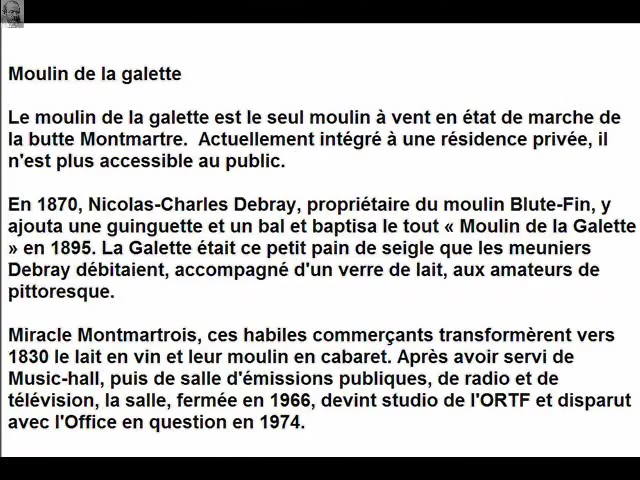 Moulin de la galette
Le moulin de la galette est le seul moulin à vent en état de marche de
la butte Montmartre.  Actuellement intégré à une résidence privée, il
n'est plus accessible au public.
En 1870, Nicolas-Charles Debray, propriétaire du moulin Blute-Fin, y
ajouta une guinguette et un bal et baptisa le tout « Moulin de la Galette
» en 1895. La Galette était ce petit pain de seigle que les meuniers
Debray débitaient, accompagné d'un verre de lait, aux amateurs de
pittoresque.
Miracle Montmartrois, ces habiles commerçants transformèrent vers
1830 le lait en vin et leur moulin en cabaret. Après avoir servi de
Music-hall, puis de salle d'émissions publiques, de radio et de
télévision, la salle, fermée en 1966, devint studio de l'ORTF et disparut
avec l'Office en question en 1974.